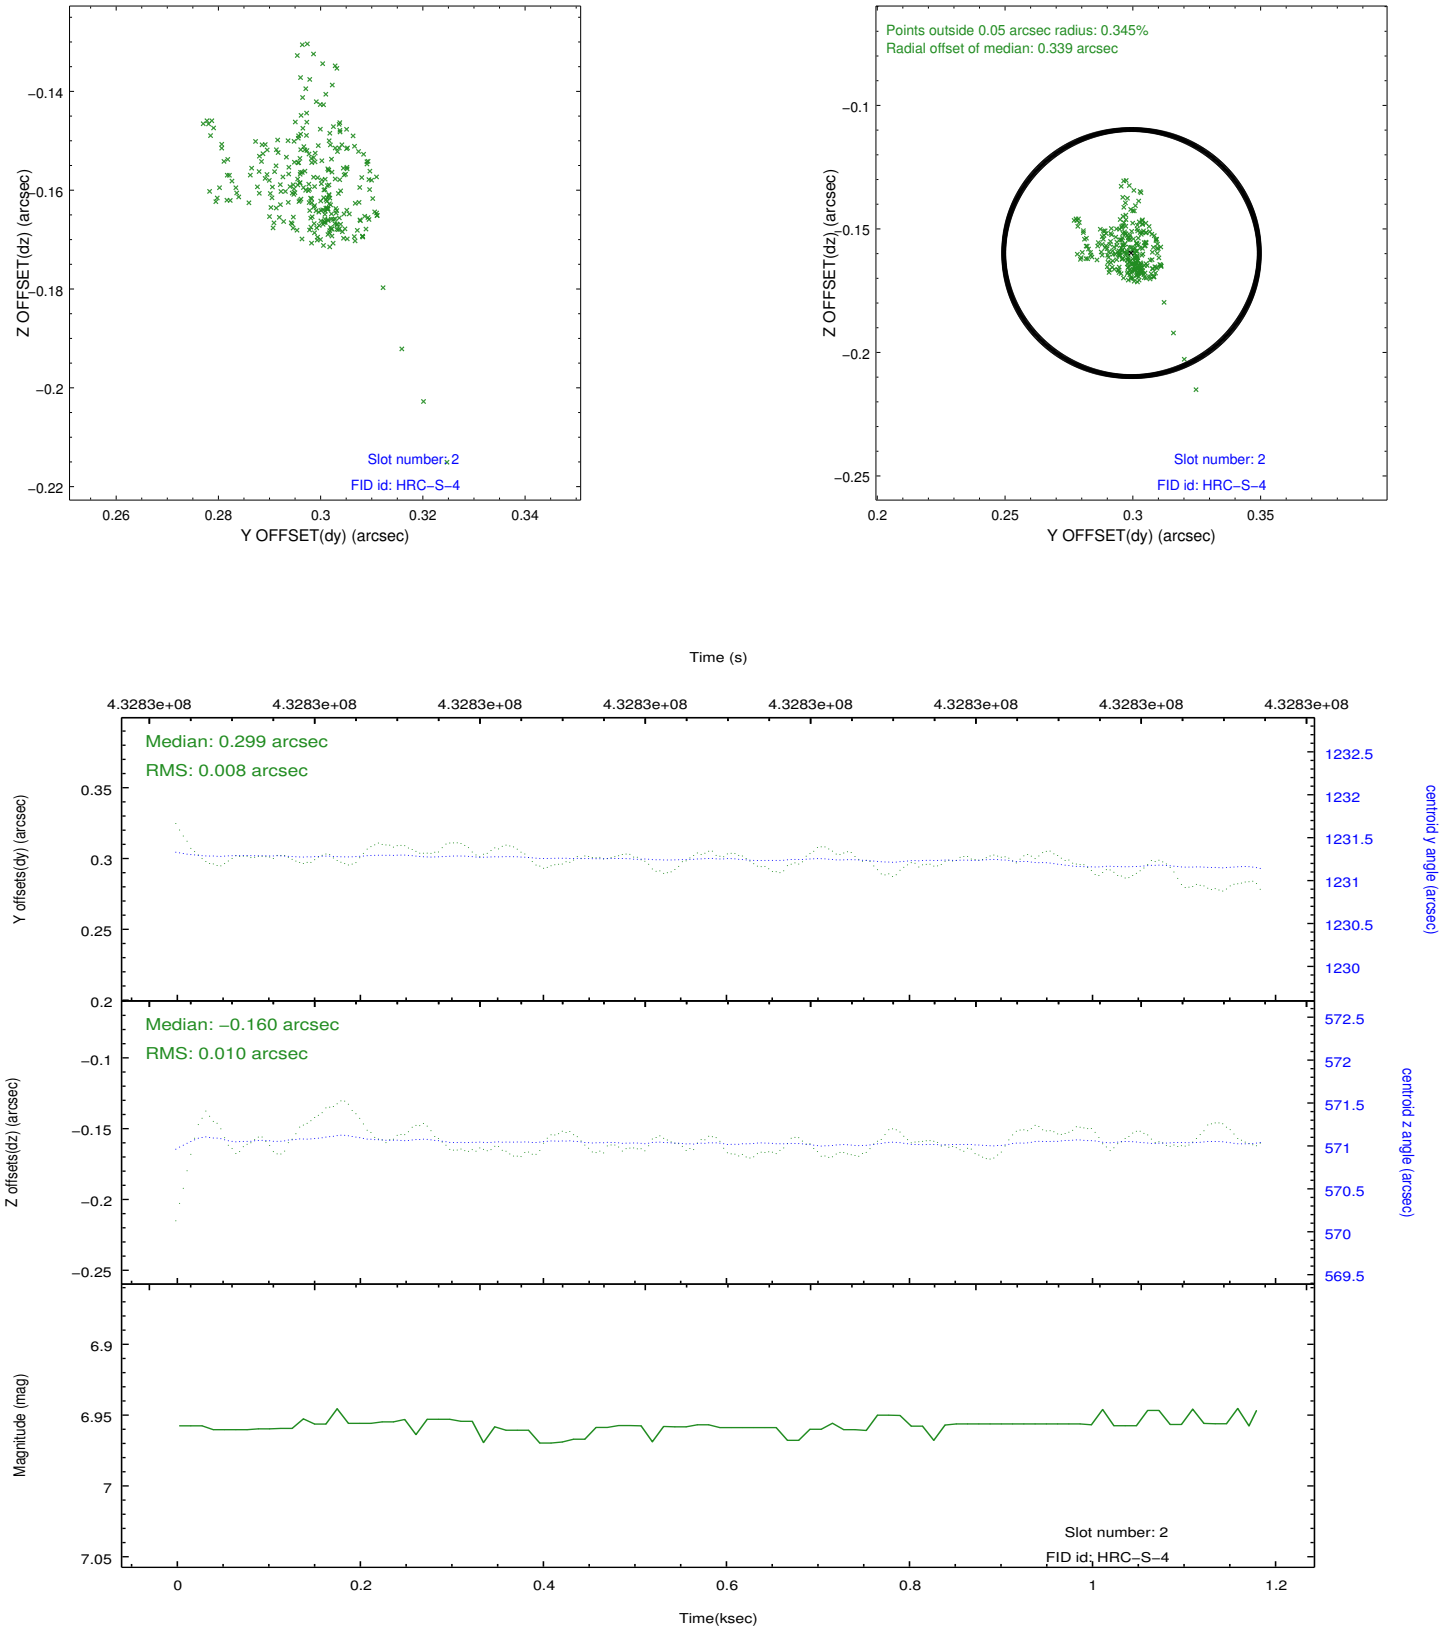 −0.14
−0.16
−0.18
−0.2
−0.22
Z OFFSET(dz) (arcsec)
Slot number: 2
FID id: HRC−S−4
0.26
0.28
0.3
0.32
0.34
Y OFFSET(dy) (arcsec)
Points outside 0.05 arcsec radius: 0.345%
Radial offset of median: 0.339 arcsec
−0.1
−0.15
−0.2
−0.25
Z OFFSET(dz) (arcsec)
Slot number: 2
FID id: HRC−S−4
0.2
0.25
0.3
0.35
Y OFFSET(dy) (arcsec)
Time (s)
4.3283e+08
4.3283e+08
4.3283e+08
4.3283e+08
4.3283e+08
4.3283e+08
4.3283e+08
4.3283e+08
Median: 0.299 arcsec
RMS: 0.008 arcsec
0.35
0.3
0.25
0.2
Y offsets(dy) (arcsec)
1232.5
1232
1231.5
1231
1230.5
1230
centroid y angle (arcsec)
Median: −0.160 arcsec
RMS: 0.010 arcsec
−0.1
−0.15
−0.2
−0.25
Z offsets(dz) (arcsec)
572.5
572
571.5
571
570.5
570
569.5
centroid z angle (arcsec)
6.9
6.95
7
7.05
Magnitude (mag)
Slot number: 2
FID id: HRC−S−4
0
0.2
0.4
0.6
0.8
1
1.2
Time(ksec)